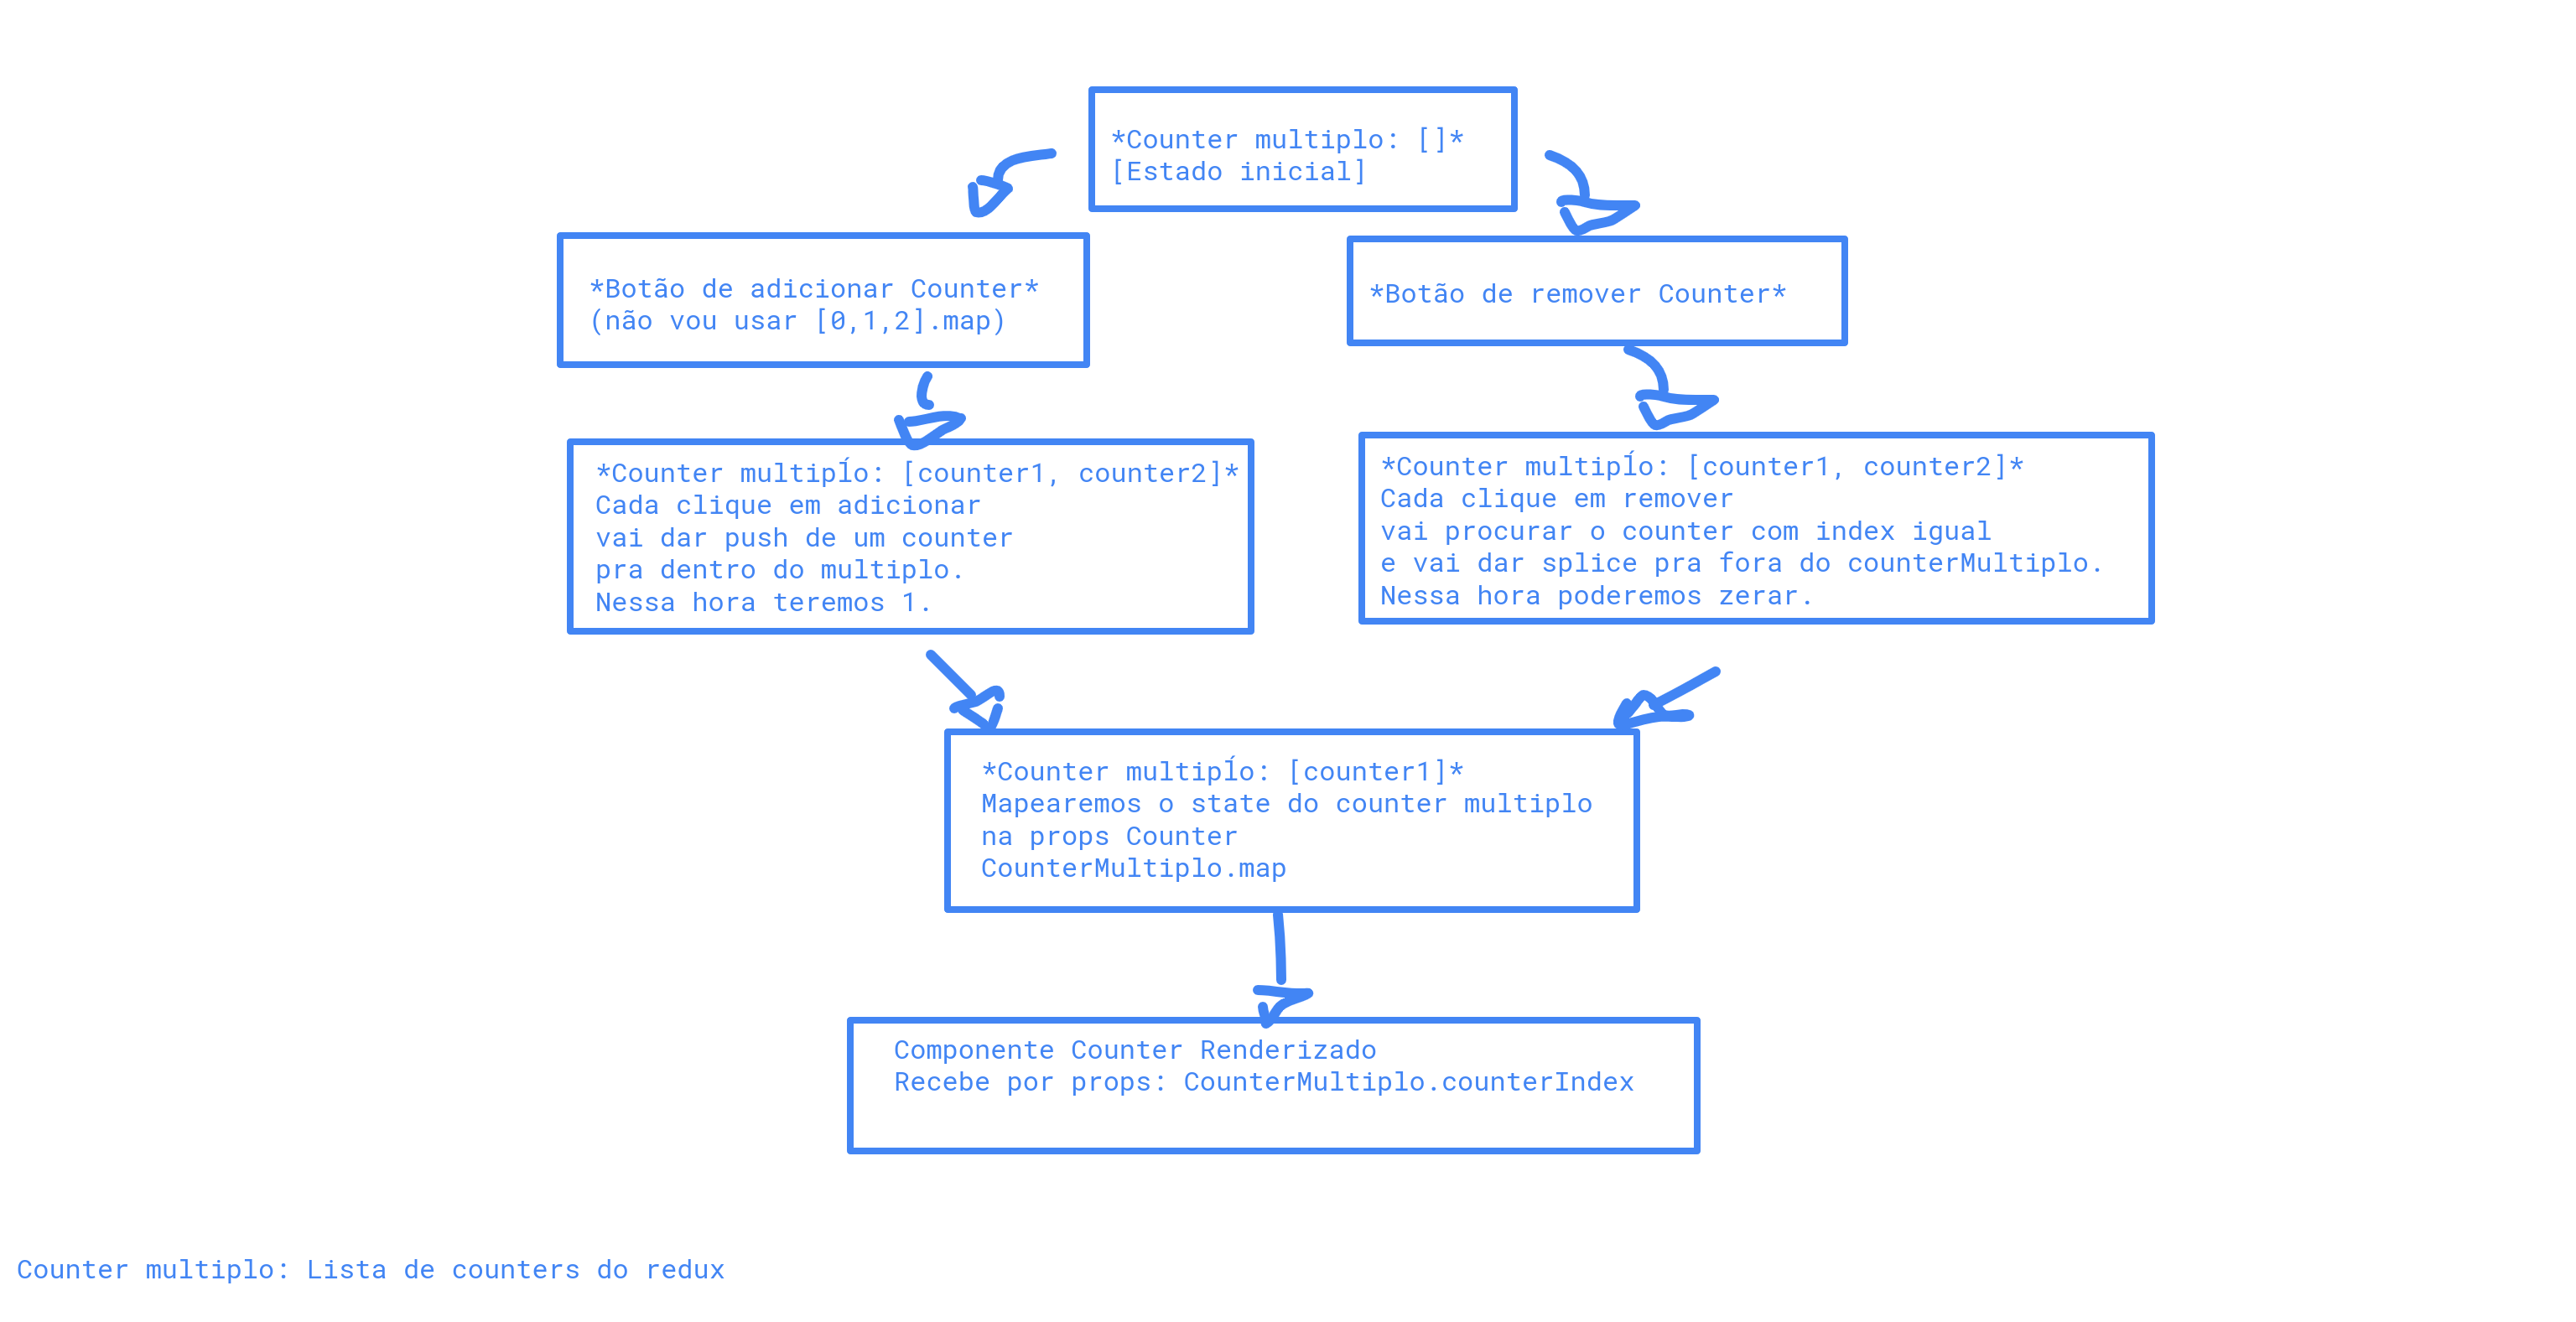 *Counter multiplo: []*
[Estado inicial]
*Botão de adicionar Counter*
(não vou usar [0,1,2].map)
*Botão de remover Counter*
*Counter multipĺo: [counter1, counter2]*
Cada clique em adicionar
vai dar push de um counter
pra dentro do multiplo.
Nessa hora teremos 1.
*Counter multipĺo: [counter1, counter2]*
Cada clique em remover
vai procurar o counter com index igual
e vai dar splice pra fora do counterMultiplo.
Nessa hora poderemos zerar.
*Counter multipĺo: [counter1]*
Mapearemos o state do counter multiplo
na props Counter
CounterMultiplo.map
Componente Counter Renderizado
Recebe por props: CounterMultiplo.counterIndex
Counter multiplo: Lista de counters do redux